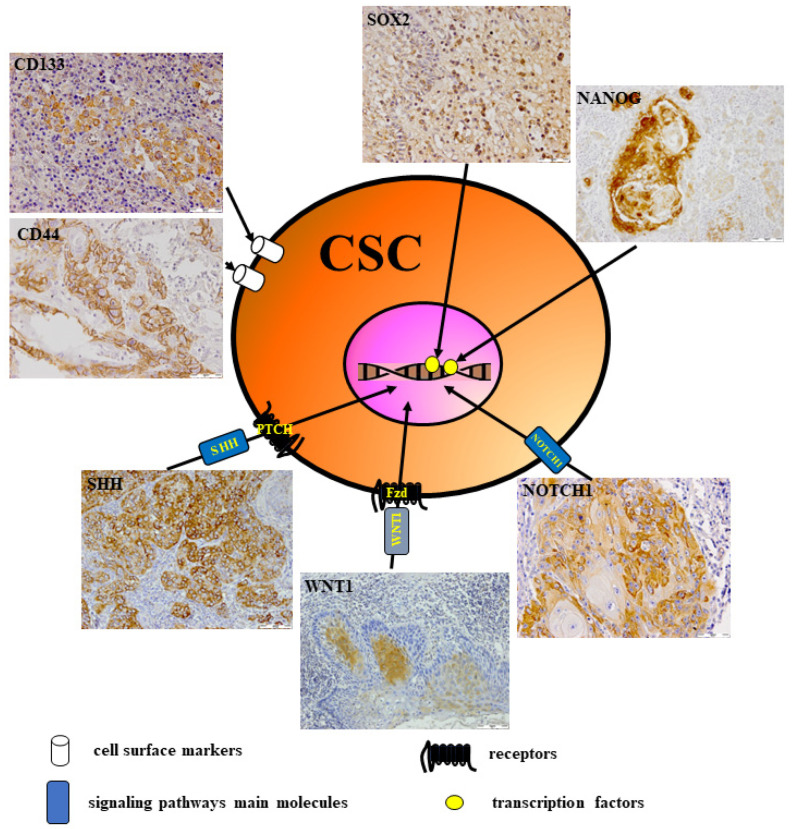 SOX2
CD133
NANOG
CD44
CSC
PTCH
SHH
NOTCH1
SHH
Fzd
WNT1
NOTCH1
WNT1
cell surface markers
receptors
signaling pathways main molecules
transcription factors